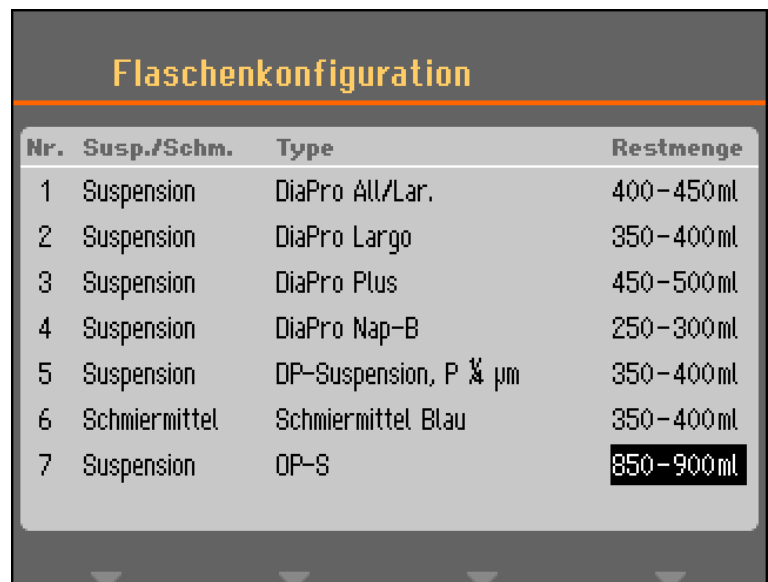 Flaschenkonfiguration
Nr. Susp./Schm. Type Restmenge
1 Suspension DiaPro All/Lar. 400-450ml
2 Suspension DiaPro Largo 350-400ml
3 Suspension DiaPro Plus 450-500ml
4 Suspension DiaPro Nap-B 250-300ml
5 Suspension DP-Suspension, P ¼ µm 350-400ml
6 Schmiermittel Schmiermittel Blau 350-400ml
7 Suspension OP-S 850-900ml